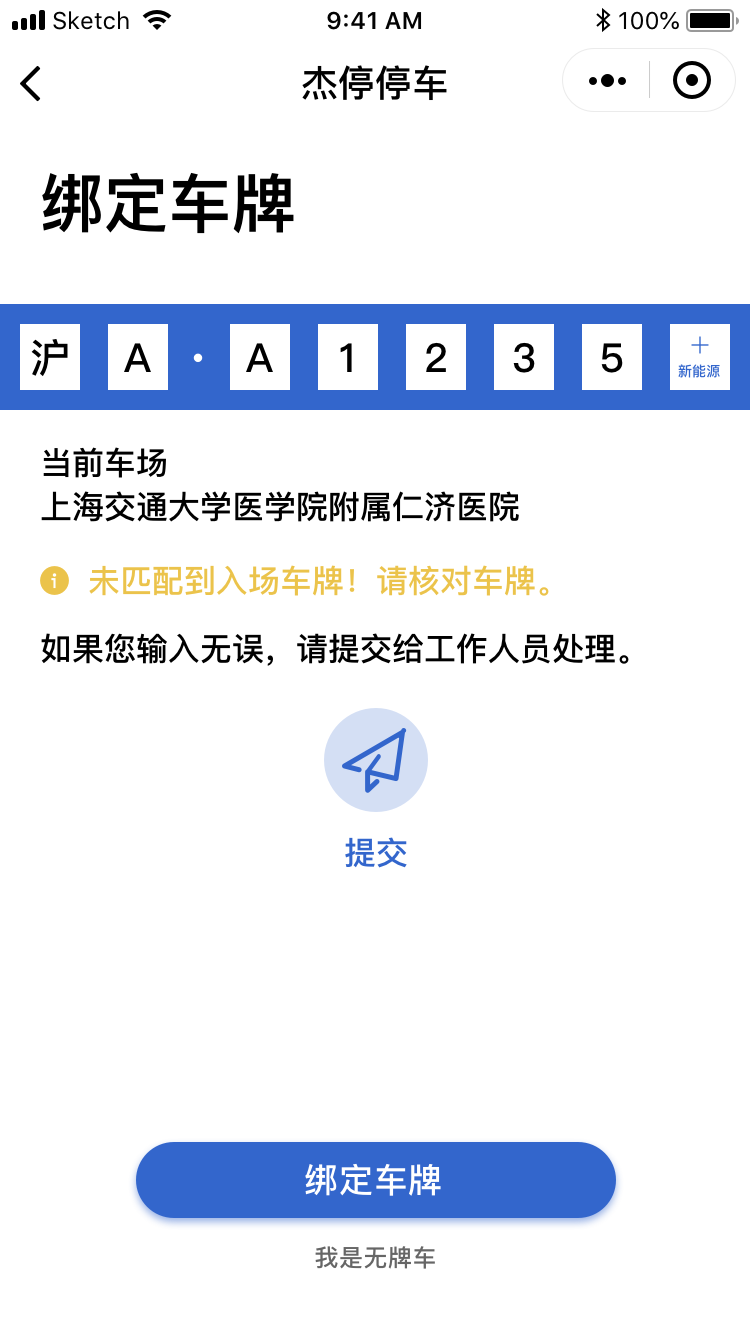 Sketch 9:41 AM 100%
杰停停车
绑定车牌
沪 A · A 1 2 3 5 +
新能源
当前车场
上海交通大学医学院附属仁济医院
未匹配到入场车牌！请核对车牌。
如果您输入无误，请提交给工作人员处理。
提交
绑定车牌
我是无牌车